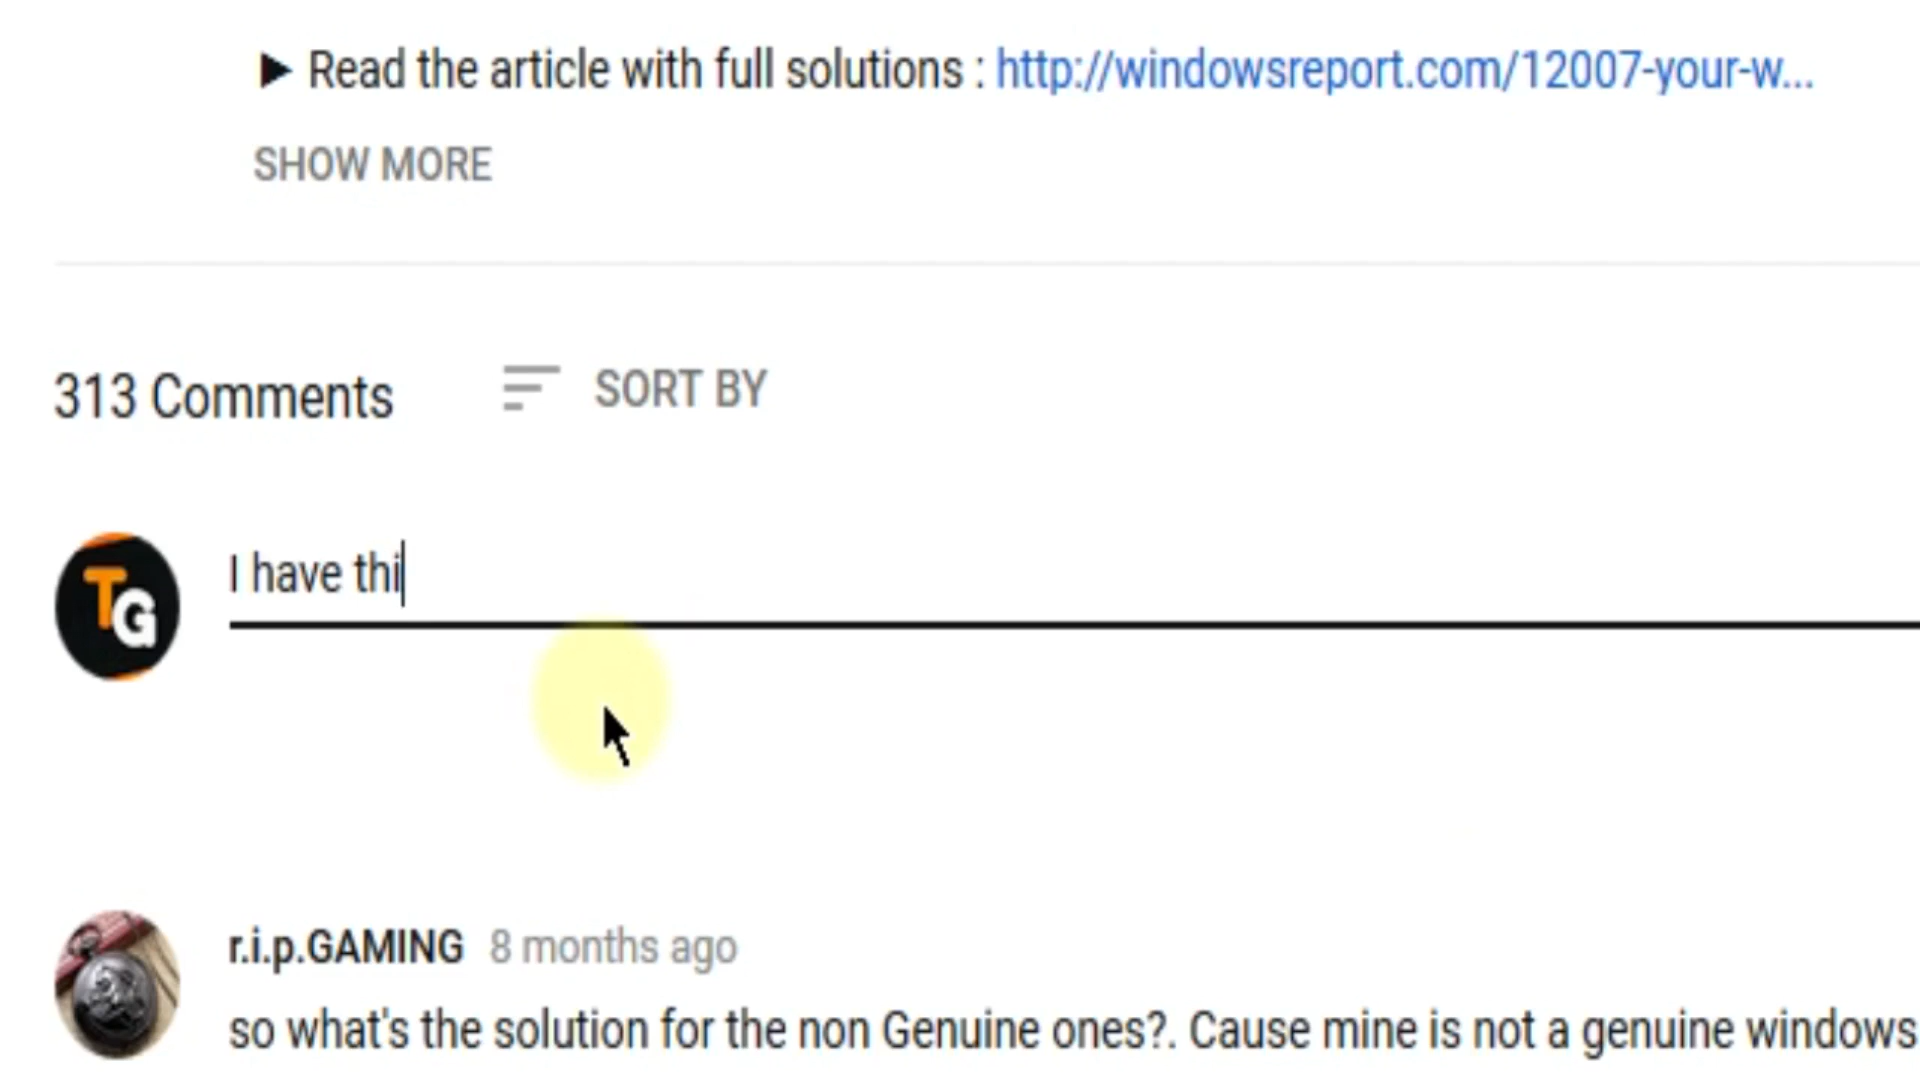 ▶ Read the article with full solutions : http://windowsreport.com/12007-your-w...
SHOW MORE
313 Comments SORT BY
TG
I have thi
r.i.p.GAMING 8 months ago
so what's the solution for the non Genuine ones?. Cause mine is not a genuine windows